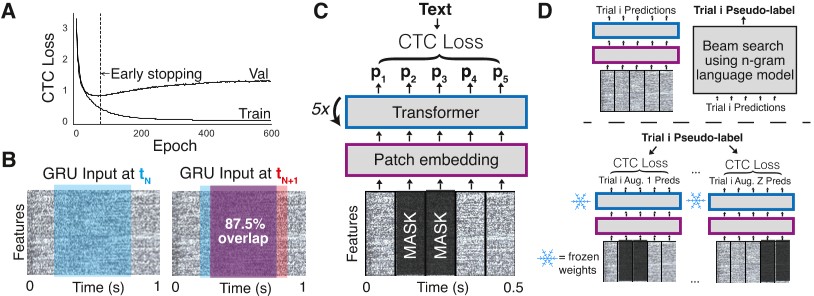 A
CTC Loss
3
2
1
0
Early stopping
Val
Train
0
200
400
600
Epoch
B
GRU Input at tN
GRU Input at tN+1
87.5%
overlap
Features
0
Time (s)
1
0
Time (s)
1
C
Text
CTC Loss
p1 p2 p3 p4 p5
5x
Transformer
Patch embedding
MASK
MASK
Features
0
Time (s)
0.5
D
Trial i Predictions
Trial i Pseudo-label
Beam search
using n-gram
language model
Trial i Predictions
Trial i Pseudo-label
CTC Loss
...
CTC Loss
Trial i Aug. 1 Preds
Trial i Aug. Z Preds
= frozen
weights
...